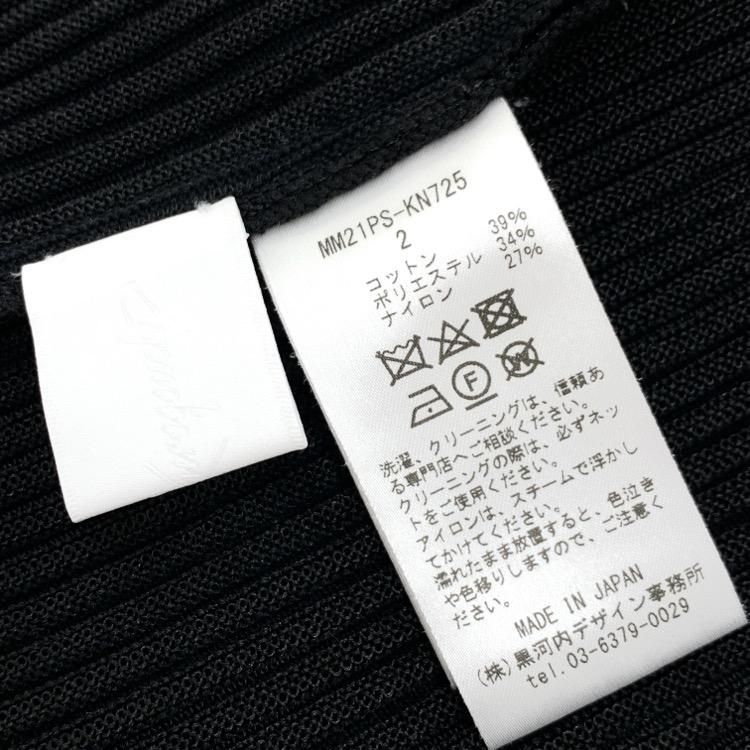 MM21PS-KN725
2
コットン 39%
ポリエステル 34%
ナイロン 27%
F
W
洗濯、クリーニングは、信頼あ
る専門店へご相談ください。
クリーニングの際は、必ずネッ
トをご使用ください。
アイロンは、スチームで浮かし
てかけてください。
濡れたまま放置すると、色泣き
や色移りしますので、ご注意く
ださい。
MADE IN JAPAN
(株)黒河内デザイン事務所
tel.03-6379-0029